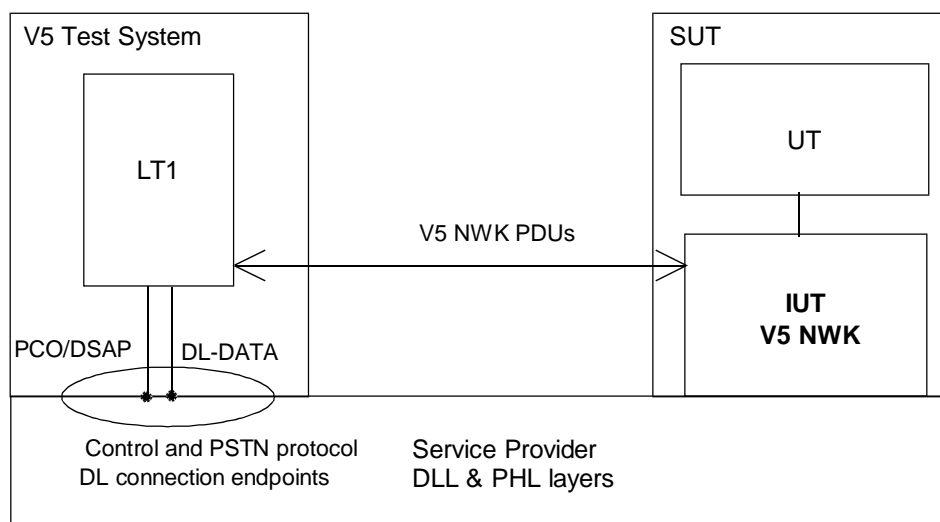 V5 Test System
SUT
LT1
UT
V5 NWK PDUs
IUT
V5 NWK
PCO/DSAP
DL-DATA
Control and PSTN protocol
DL connection endpoints
Service Provider
DLL & PHL layers